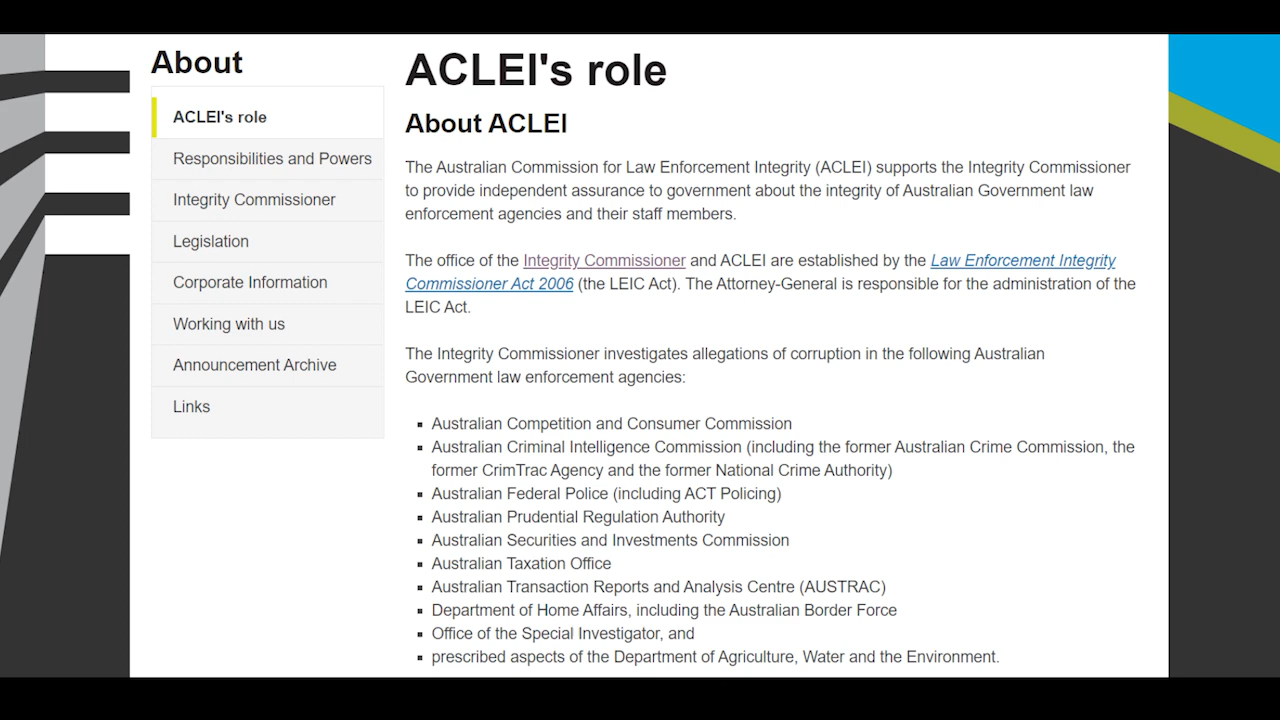 About
ACLEI's role
Responsibilities and Powers
Integrity Commissioner
Legislation
Corporate Information
Working with us
Announcement Archive
Links
ACLEI's role
About ACLEI
The Australian Commission for Law Enforcement Integrity (ACLEI) supports the Integrity Commissioner
to provide independent assurance to government about the integrity of Australian Government law
enforcement agencies and their staff members.
The office of the Integrity Commissioner and ACLEI are established by the Law Enforcement Integrity
Commissioner Act 2006 (the LEIC Act). The Attorney-General is responsible for the administration of the
LEIC Act.
The Integrity Commissioner investigates allegations of corruption in the following Australian
Government law enforcement agencies:
▪ Australian Competition and Consumer Commission
▪ Australian Criminal Intelligence Commission (including the former Australian Crime Commission, the
former CrimTrac Agency and the former National Crime Authority)
▪ Australian Federal Police (including ACT Policing)
▪ Australian Prudential Regulation Authority
▪ Australian Securities and Investments Commission
▪ Australian Taxation Office
▪ Australian Transaction Reports and Analysis Centre (AUSTRAC)
▪ Department of Home Affairs, including the Australian Border Force
▪ Office of the Special Investigator, and
▪ prescribed aspects of the Department of Agriculture, Water and the Environment.